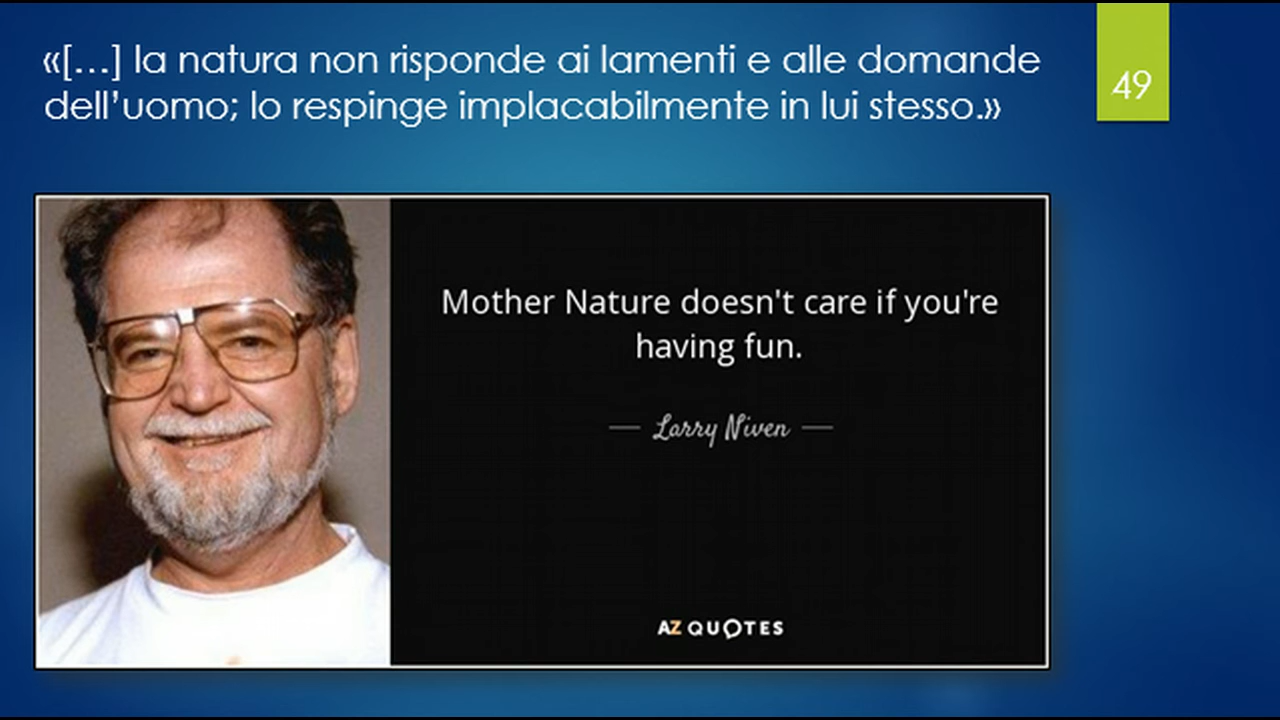 «[…] la natura non risponde ai lamenti e alle domande
dell’uomo; lo respinge implacabilmente in lui stesso.»
49
Mother Nature doesn't care if you're
having fun.
— Larry Niven —
AZ QUOTES